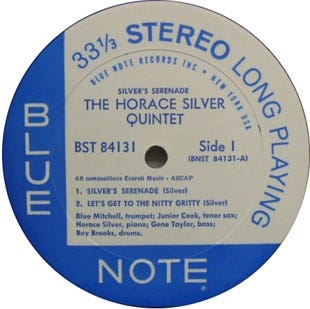 33⅓ STEREO LONG PLAYING
BLUE NOTE RECORDS INC • NEW YORK USA
SILVER'S SERENADE
THE HORACE SILVER
QUINTET
BST 84131
Side 1
(BNST 84131-A)
All compositions Ecaroh Music - ASCAP
1. SILVER'S SERENADE (Silver)
2. LET'S GET TO THE NITTY GRITTY (Silver)
Blue Mitchell, trumpet; Junior Cook, tenor sax;
Horace Silver, piano; Gene Taylor, bass;
Roy Brooks, drums.
BLUE
NOTE